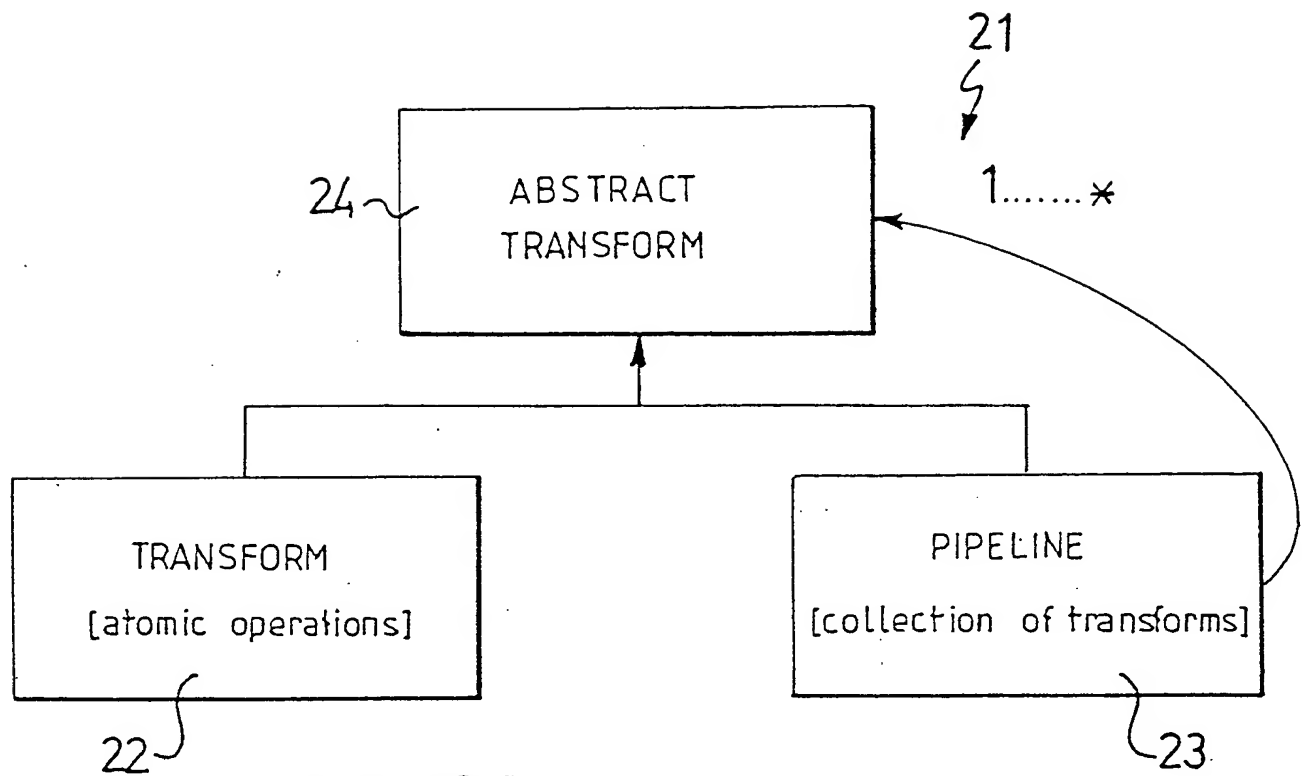 21
1.......*
24
ABSTRACT
TRANSFORM
TRANSFORM
[atomic operations]
PIPELINE
[collection of transforms]
22
23